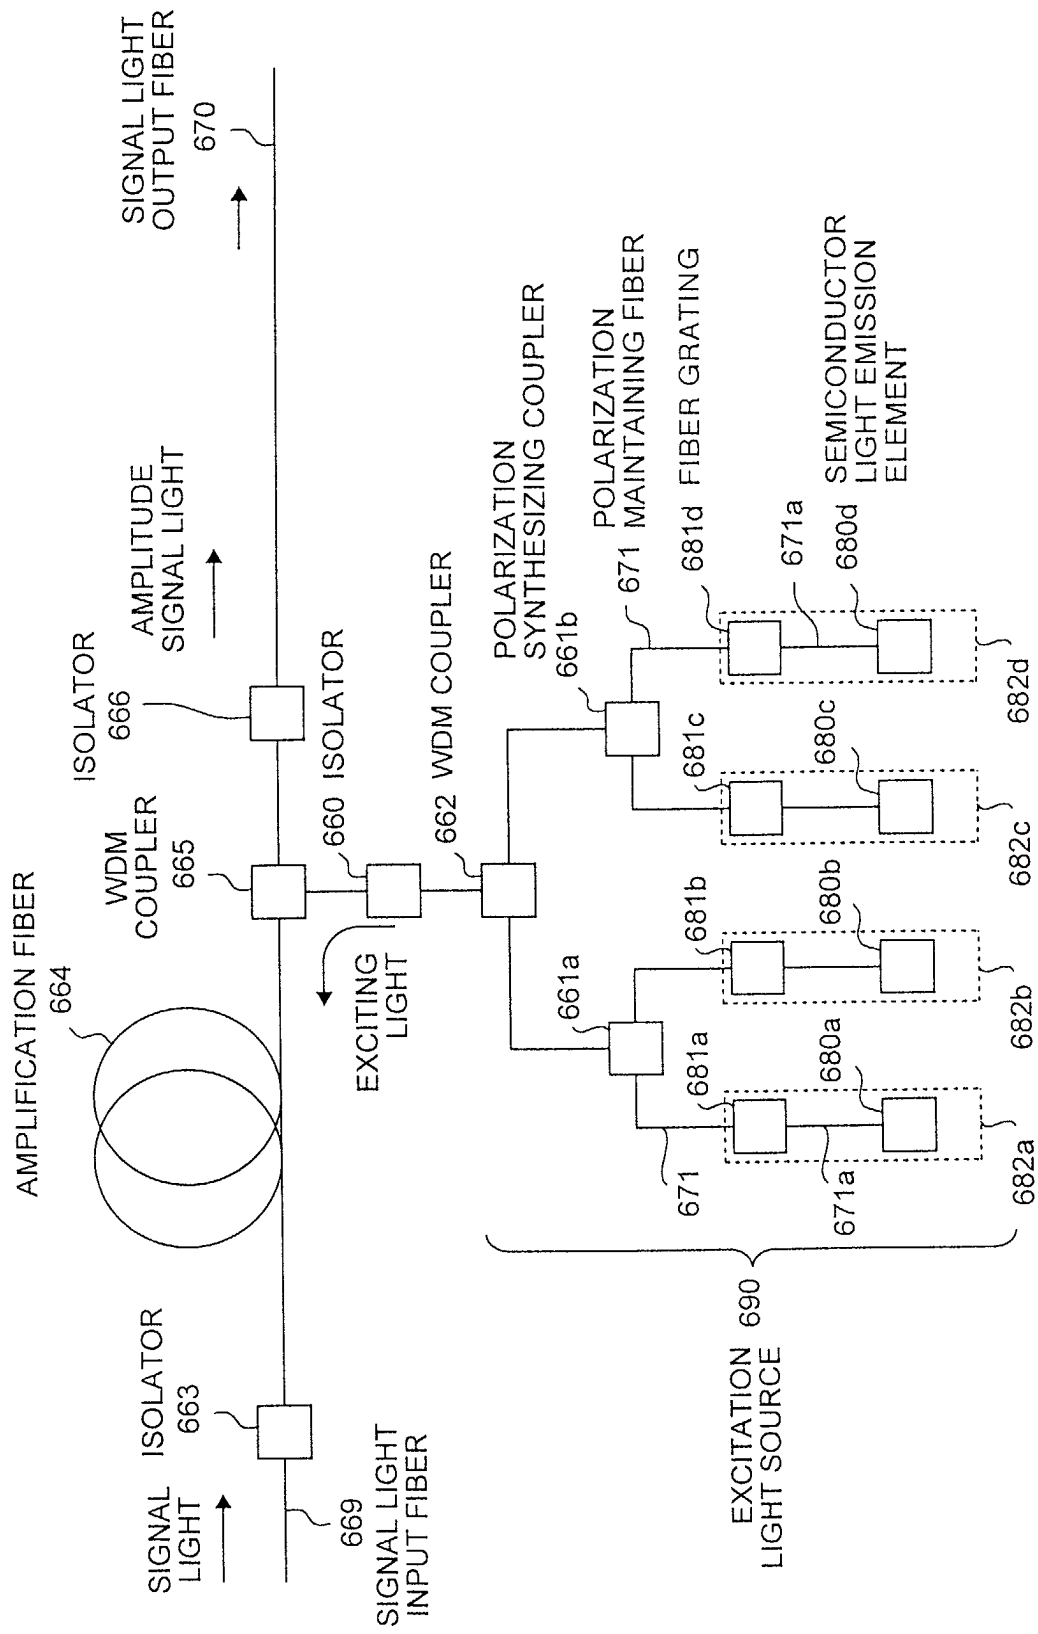 AMPLIFICATION FIBER
664
SIGNAL
LIGHT
ISOLATOR
663
669
SIGNAL LIGHT
INPUT FIBER
WDM
COUPLER
665
ISOLATOR
666
AMPLITUDE
SIGNAL LIGHT
SIGNAL LIGHT
OUTPUT FIBER
670
EXCITING
LIGHT
660 ISOLATOR
662 WDM COUPLER
POLARIZATION
SYNTHESIZING COUPLER
661a
661b
POLARIZATION
MAINTAINING FIBER
671
671
681a
681b
681c
681d FIBER GRATING
671a
671a
680a
680b
680c
680d
SEMICONDUCTOR
LIGHT EMISSION
ELEMENT
682a
682b
682c
682d
690
EXCITATION
LIGHT SOURCE